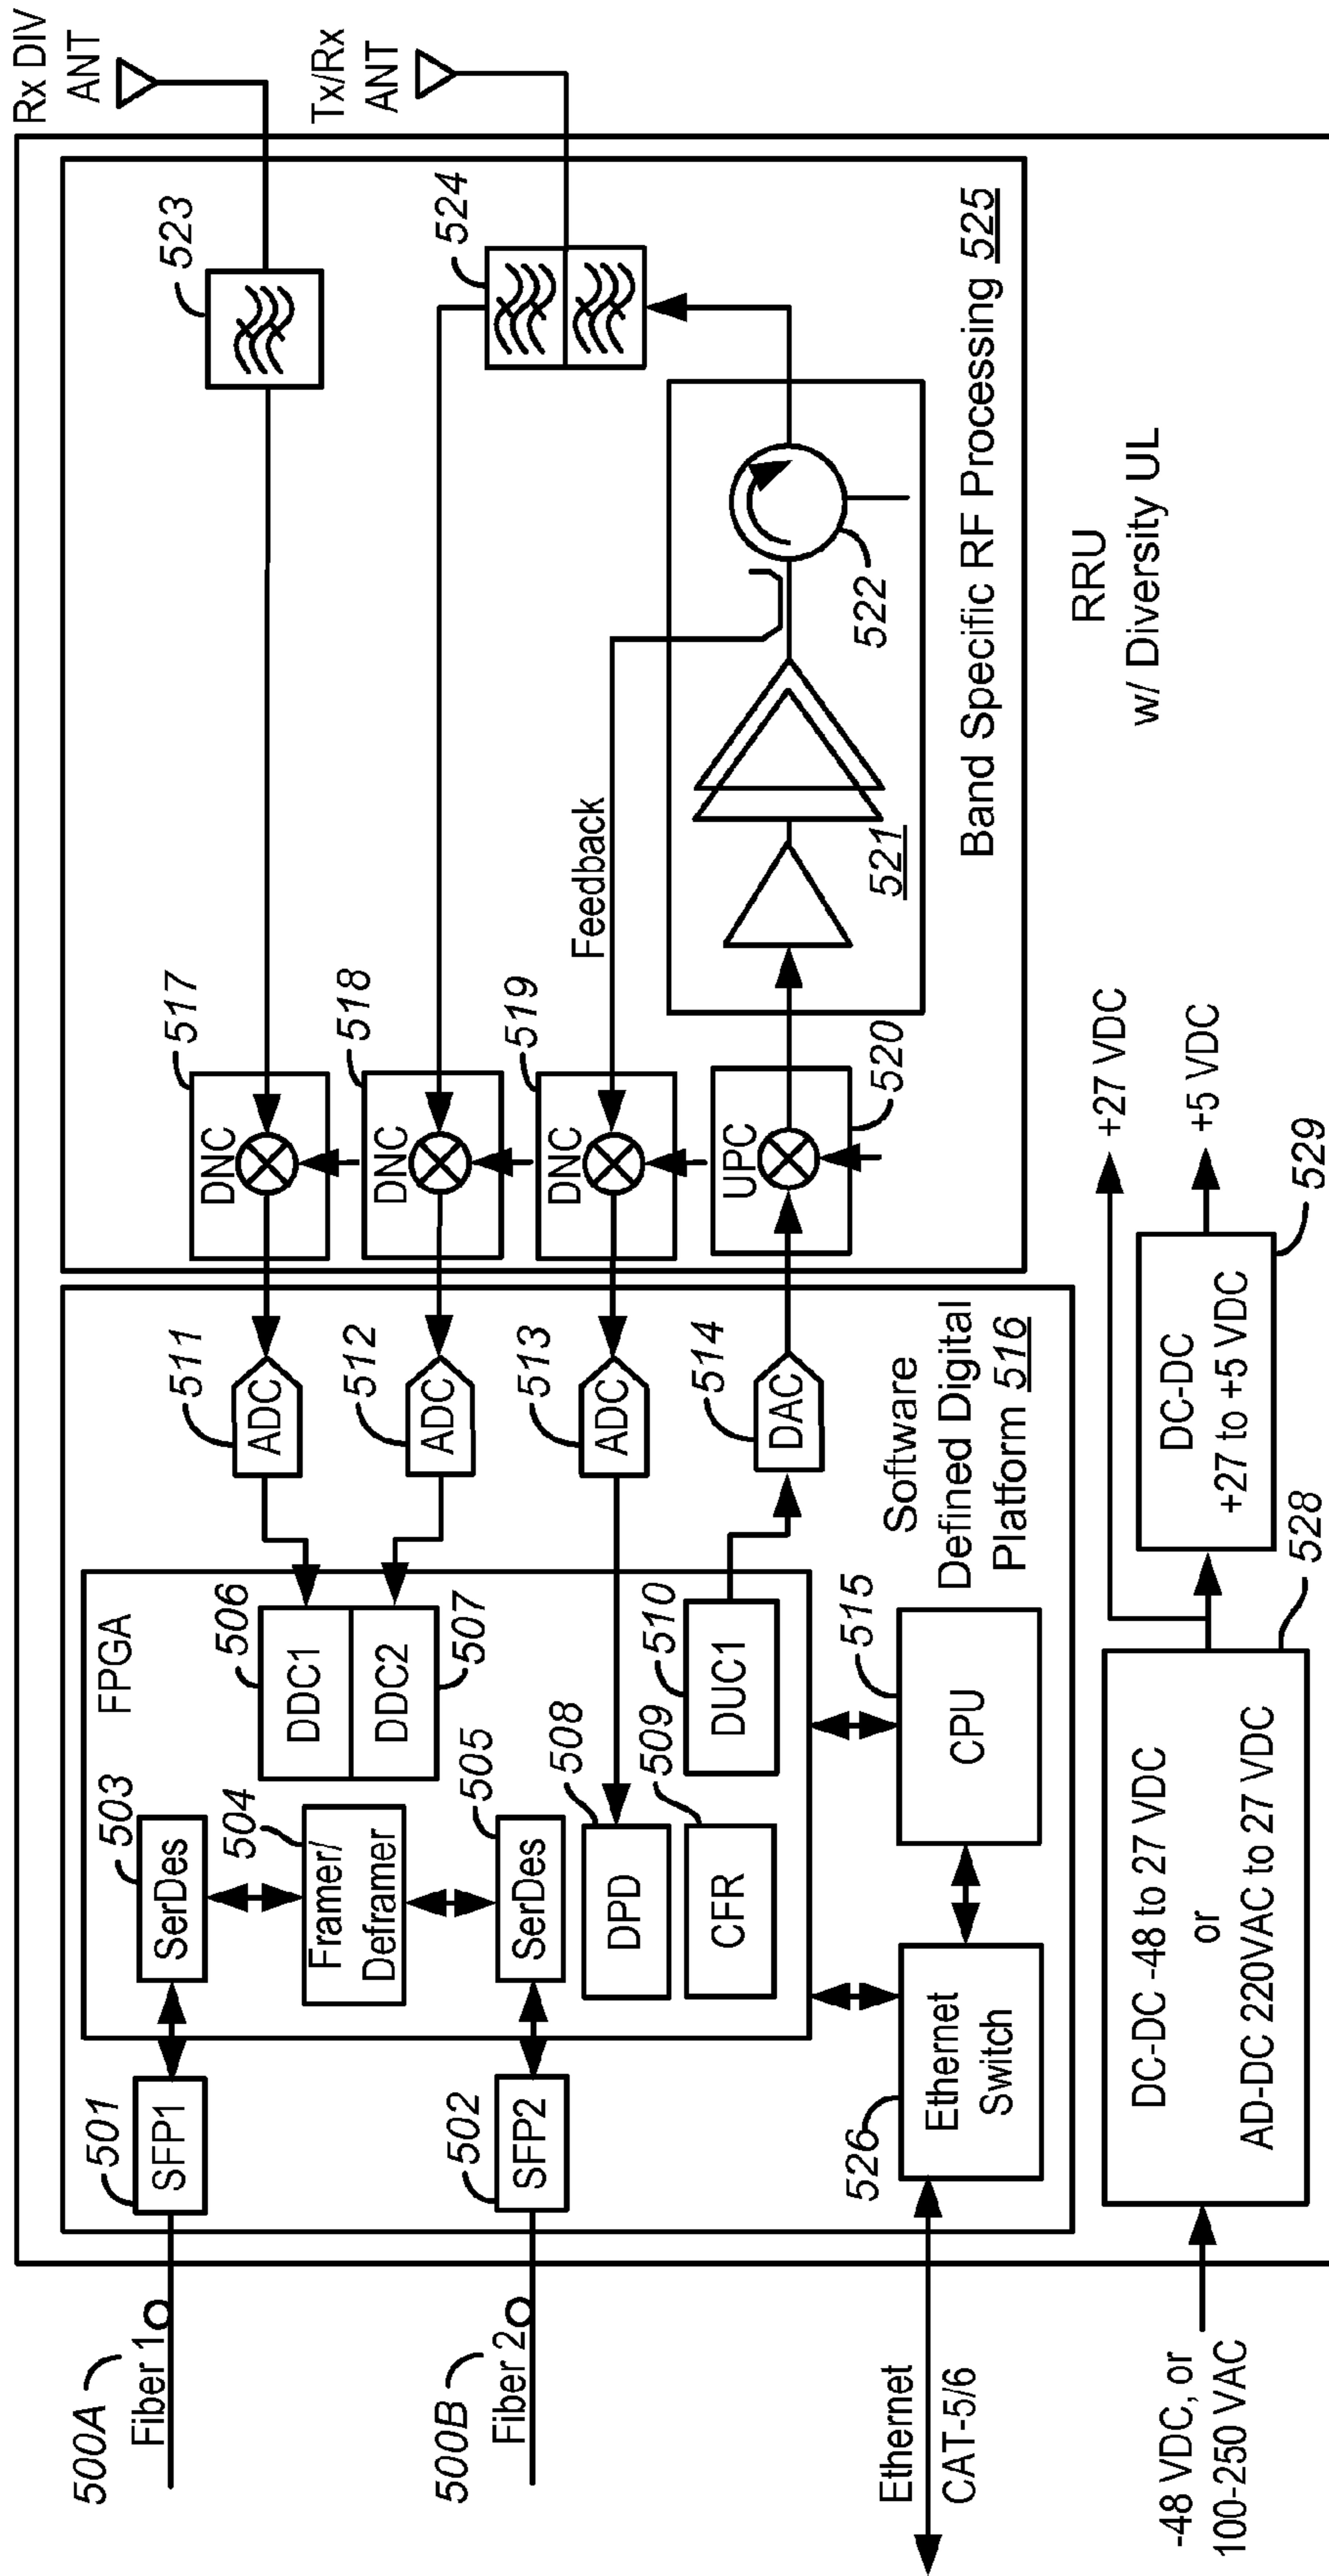 Rx DIV
ANT
Tx/Rx
ANT
500A
Fiber 1
501
SFP1
503
SerDes
504
Framer/
Deframer
505
SerDes
500B
Fiber 2
502
SFP2
FPGA
506
DDC1
DDC2
507
508
DPD
509
CFR
510
DUC1
511
ADC
512
ADC
513
ADC
514
DAC
515
CPU
526
Ethernet
Switch
Ethernet
CAT-5/6
Software
Defined Digital
Platform 516
517
DNC
518
DNC
519
DNC
520
UPC
Feedback
521
522
523
524
Band Specific RF Processing 525
RRU
w/ Diversity UL
-48 VDC, or
100-250 VAC
DC-DC -48 to 27 VDC
or
AD-DC 220VAC to 27 VDC
528
DC-DC
+27 to +5 VDC
529
+27 VDC
+5 VDC